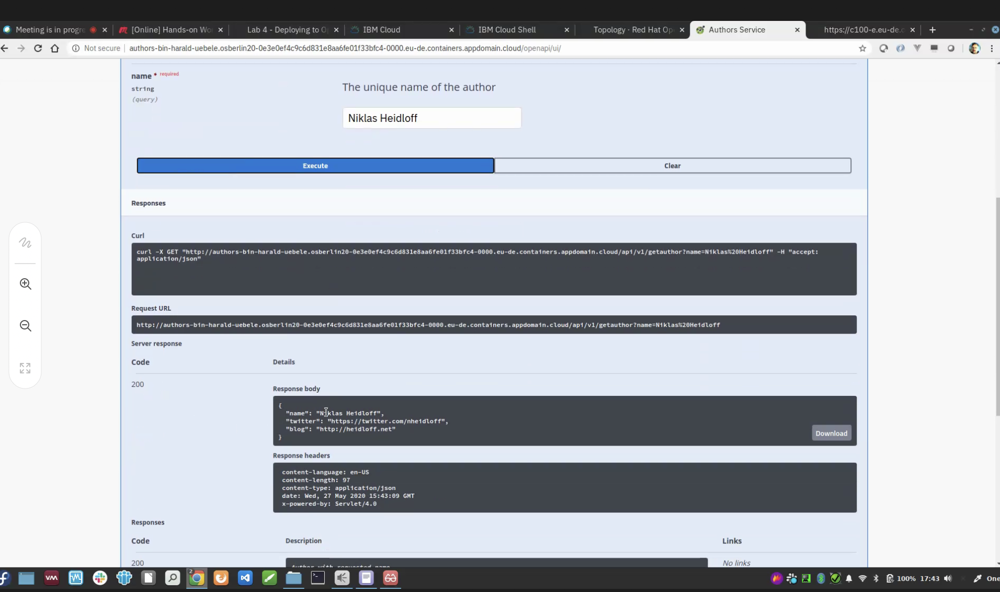 Meeting is in progre
[Online] Hands-on Wo
Lab 4 - Deploying to O
IBM Cloud
IBM Cloud Shell
Topology · Red Hat Op
Authors Service
https://c100-e.eu-de.c
Not secure
authors-bin-harald-uebele.osberlin20-0e3e0ef4c9c6d831e8aa6fe01f33bfc4-0000.eu-de.containers.appdomain.cloud/openapi/ui/
name * required
string
(query)
The unique name of the author
Niklas Heidloff
Execute
Clear
Responses
Curl
curl -X GET "http://authors-bin-harald-uebele.osberlin20-0e3e0ef4c9c6d831e8aa6fe01f33bfc4-0000.eu-de.containers.appdomain.cloud/api/v1/getauthor?name=Niklas%20Heidloff" -H "accept:
application/json"
Request URL
http://authors-bin-harald-uebele.osberlin20-0e3e0ef4c9c6d831e8aa6fe01f33bfc4-0000.eu-de.containers.appdomain.cloud/api/v1/getauthor?name=Niklas%20Heidloff
Server response
Code
Details
200
Response body
{
"name": "Niklas Heidloff",
"twitter": "https://twitter.com/nheidloff",
"blog": "http://heidloff.net"
}
Download
Response headers
content-language: en-US
content-length: 97
content-type: application/json
date: Wed, 27 May 2020 15:43:09 GMT
x-powered-by: Servlet/4.0
Responses
Code
Description
Links
200
Author with requested name
No links
2
100%
17:43
One